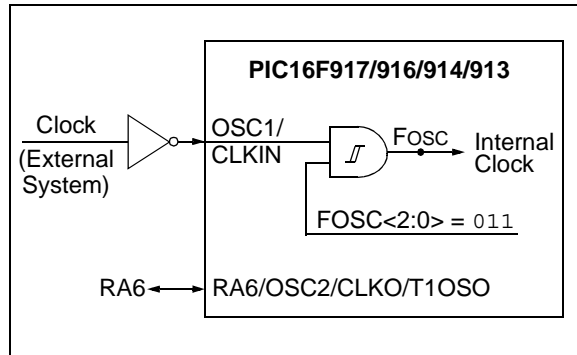 PIC16F917/916/914/913
Clock
(External
System)
OSC1/
CLKIN
FOSC
Internal
Clock
FOSC<2:0> = 011
RA6
RA6/OSC2/CLKO/T1OSO